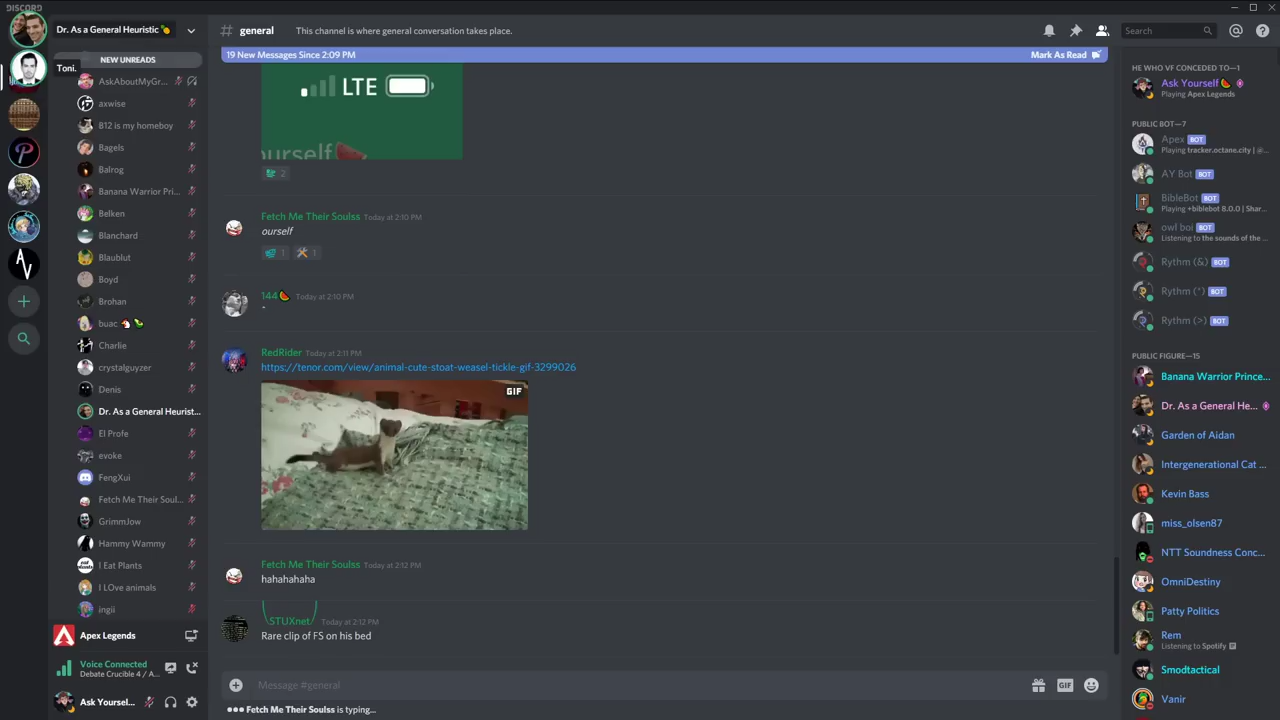 DISCORD
Dr. As a General Heuristic
Toni.
NEW UNREADS
AskAboutMyGr...
axwise
B12 is my homeboy
Bagels
Balrog
Banana Warrior Pri...
Belken
Blanchard
Blaublut
Boyd
Brohan
buac
Charlie
crystalguyzer
Denis
Dr. As a General Heurist...
El Profe
evoke
FengXui
Fetch Me Their Soul...
GrimmJow
Hammy Wammy
I Eat Plants
I LOve animals
ingii
Apex Legends
Voice Connected
Debate Crucible 4 / A...
Ask Yoursel...
# general
This channel is where general conversation takes place.
Search
19 New Messages Since 2:09 PM
Mark As Read
LTE
ourself
2
Fetch Me Their Soulss Today at 2:10 PM
ourself
1 1
144🍉 Today at 2:10 PM
-
RedRider Today at 2:11 PM
https://tenor.com/view/animal-cute-stoat-weasel-tickle-gif-3299026
GIF
Fetch Me Their Soulss Today at 2:12 PM
hahahahaha
STUXnet Today at 2:12 PM
Rare clip of FS on his bed
Message #general
GIF
Fetch Me Their Soulss is typing...
HE WHO VF CONCEDED TO—1
Ask Yourself🍉
Playing Apex Legends
PUBLIC BOT—7
Apex BOT
Playing tracker.octane.city | @...
AY Bot BOT
BibleBot BOT
Playing +biblebot 8.0.0 | Shar...
owl boi BOT
Listening to the sounds of the ...
Rythm (&) BOT
Rythm (*) BOT
Rythm (>) BOT
PUBLIC FIGURE—15
Banana Warrior Prince...
Dr. As a General He...
Garden of Aidan
Intergenerational Cat ...
Kevin Bass
miss_olsen87
NTT Soundness Conc...
OmniDestiny
Patty Politics
Rem
Listening to Spotify
Smodtactical
Vanir